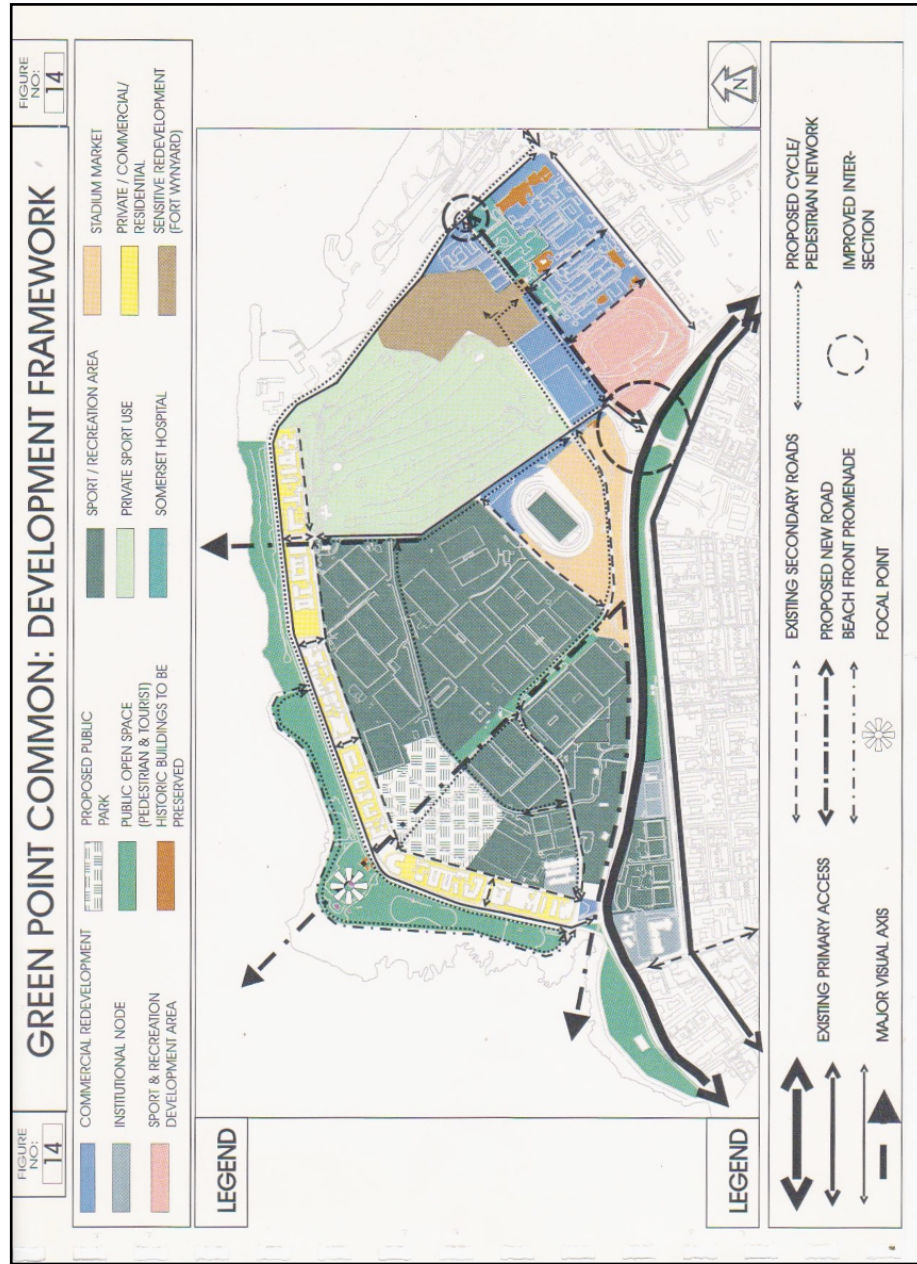 FIGURE
NO:
14
GREEN POINT COMMON: DEVELOPMENT FRAMEWORK
FIGURE
NO:
14
COMMERCIAL REDEVELOPMENT
INSTITUTIONAL NODE
SPORT & RECREATION
DEVELOPMENT AREA
PROPOSED PUBLIC
PARK
PUBLIC OPEN SPACE
(PEDESTRIAN & TOURIST)
HISTORIC BUILDINGS TO BE
PRESERVED
SPORT / RECREATION AREA
PRIVATE SPORT USE
SOMERSET HOSPITAL
STADIUM MARKET
PRIVATE / COMMERCIAL/
RESIDENTIAL
SENSITIVE REDEVELOPMENT
(FORT WYNYARD)
LEGEND
N
LEGEND
EXISTING PRIMARY ACCESS
MAJOR VISUAL AXIS
EXISTING SECONDARY ROADS
PROPOSED NEW ROAD
BEACH FRONT PROMENADE
FOCAL POINT
PROPOSED CYCLE/
PEDESTRIAN NETWORK
IMPROVED INTER-
SECTION